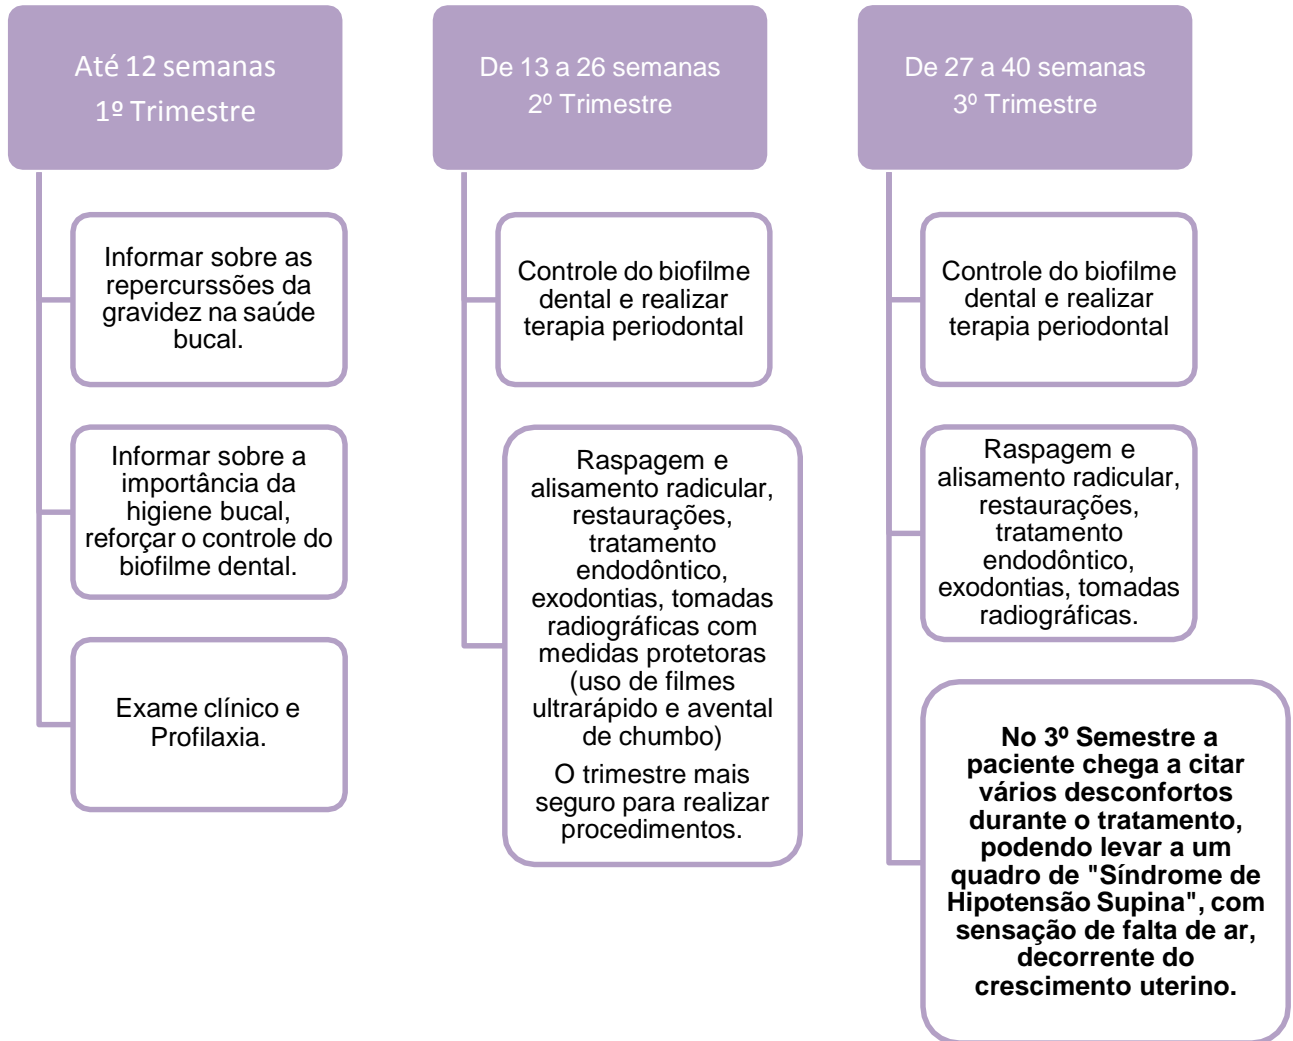 Até 12 semanas
1º Trimestre
Informar sobre as
repercurssões da
gravidez na saúde
bucal.
Informar sobre a
importância da
higiene bucal,
reforçar o controle do
biofilme dental.
Exame clínico e
Profilaxia.
De 13 a 26 semanas
2º Trimestre
Controle do biofilme
dental e realizar
terapia periodontal
Raspagem e
alisamento radicular,
restaurações,
tratamento
endodôntico,
exodontias, tomadas
radiográficas com
medidas protetoras
(uso de filmes
ultrarápido e avental
de chumbo)
O trimestre mais
seguro para realizar
procedimentos.
De 27 a 40 semanas
3º Trimestre
Controle do biofilme
dental e realizar
terapia periodontal
Raspagem e
alisamento radicular,
restaurações,
tratamento
endodôntico,
exodontias, tomadas
radiográficas.
No 3º Semestre a
paciente chega a citar
vários desconfortos
durante o tratamento,
podendo levar a um
quadro de "Síndrome de
Hipotensão Supina", com
sensação de falta de ar,
decorrente do
crescimento uterino.